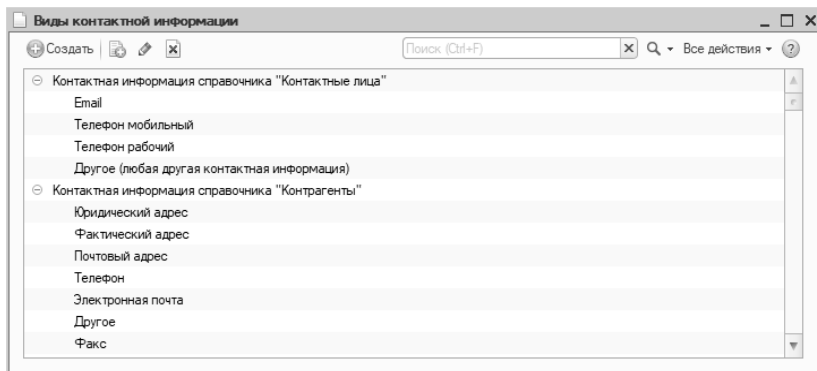 Виды контактной информации
Создать Поиск (Ctrl+F) Все действия
Контактная информация справочника "Контактные лица"
Email
Телефон мобильный
Телефон рабочий
Другое (любая другая контактная информация)
Контактная информация справочника "Контрагенты"
Юридический адрес
Фактический адрес
Почтовый адрес
Телефон
Электронная почта
Другое
Факс